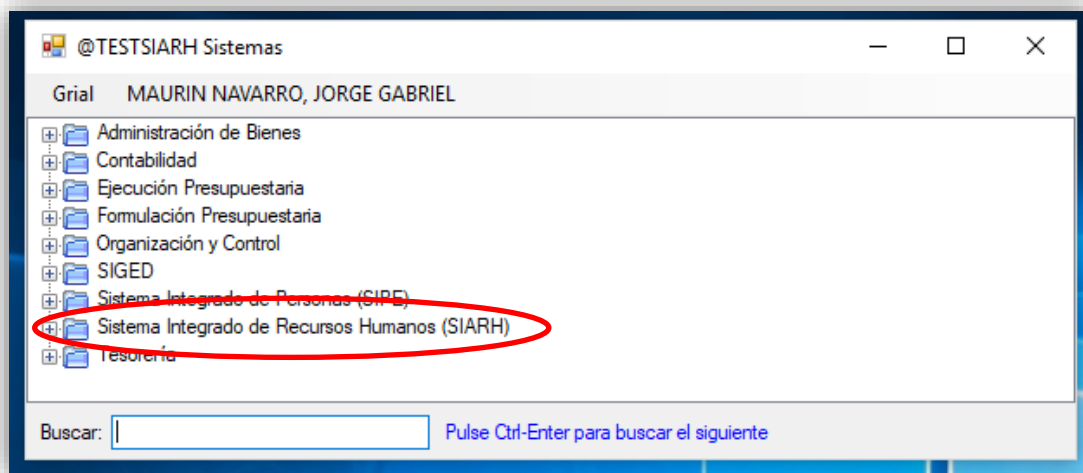 @TESTSIARH Sistemas
Grial MAURIN NAVARRO, JORGE GABRIEL
Administración de Bienes
Contabilidad
Ejecución Presupuestaria
Formulación Presupuestaria
Organización y Control
SIGED
Sistema Integrado de Personas (SIPE)
Sistema Integrado de Recursos Humanos (SIARH)
Tesorería
Buscar: Pulse Ctrl-Enter para buscar el siguiente